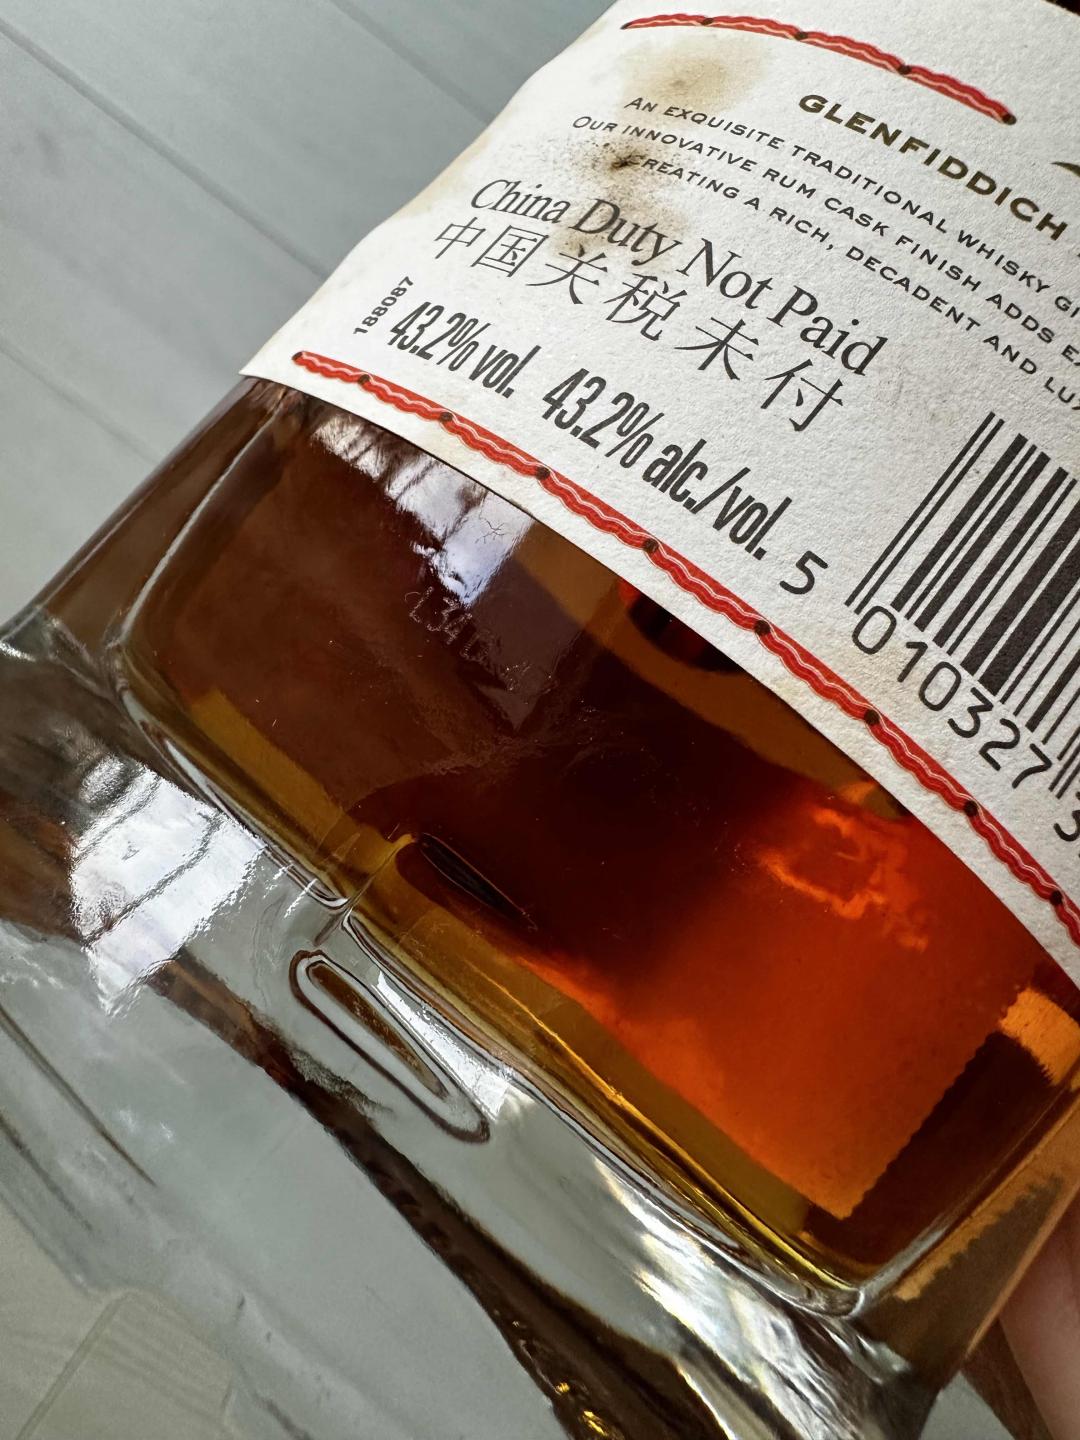 GLENFIDDICH
AN EXQUISITE TRADITIONAL WHISKY
OUR INNOVATIVE RUM CASK FINISH ADDS
CREATING A RICH, DECADENT AND
China Duty Not Paid
中国关税未付
188087
43.2% vol. 43.2% alc./vol.
5 010327